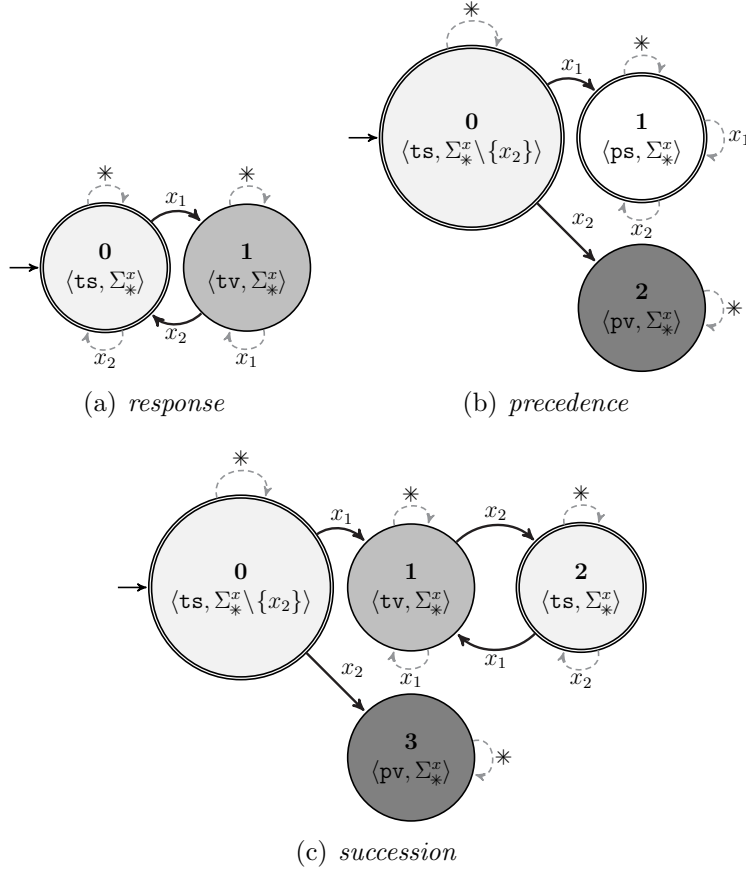 *
x₁
0
⟨ts, Σ*ˣ⟩
1
⟨tv, Σ*ˣ⟩
*
x₂
x₂
x₁
(a) response
*
x₁
*
0
⟨ts, Σ*ˣ\{x₂}⟩
1
⟨ps, Σ*ˣ⟩
x₁
x₂
x₂
2
⟨pv, Σ*ˣ⟩
*
(b) precedence
*
x₁
*
x₂
*
0
⟨ts, Σ*ˣ\{x₂}⟩
1
⟨tv, Σ*ˣ⟩
2
⟨ts, Σ*ˣ⟩
x₁
x₂
x₁
x₂
3
⟨pv, Σ*ˣ⟩
*
(c) succession